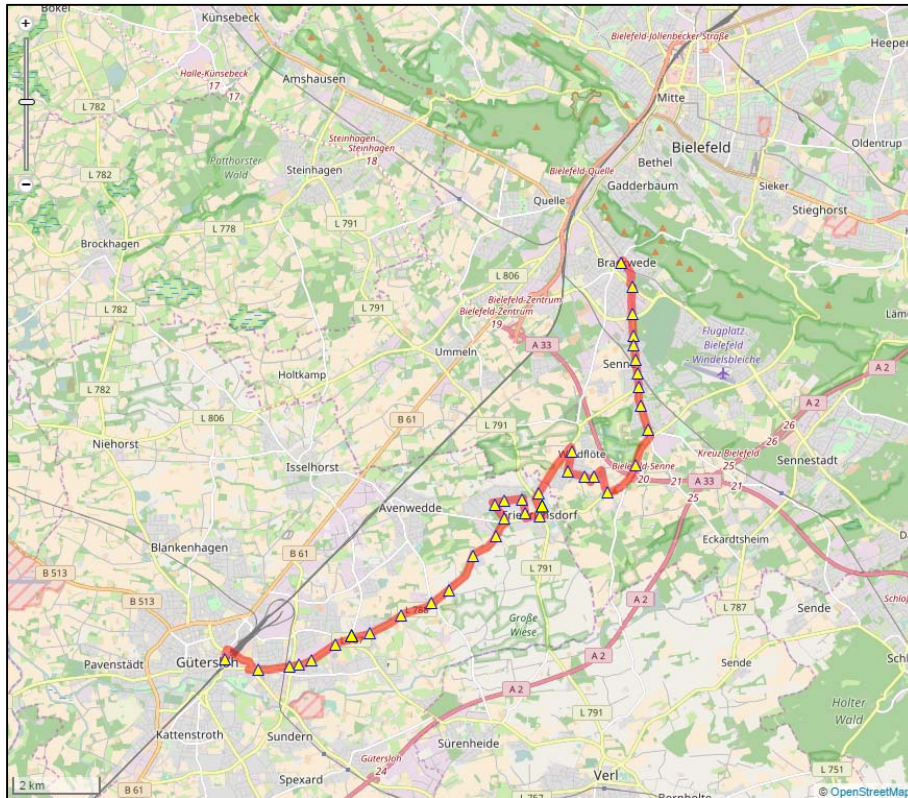 Bokel
Künsebeck
Bielefeld-Jöllenbecker Straße
Heepen
L 782
Halle-Künsebeck
17
17
Amshausen
Mitte
Steinhagen
Steinhagen
18
Oldentrup
Bielefeld
Patthorster
Wald
L 782
Steinhagen
Bielefeld-Quelle
Bethel
Gadderbaum
Sieker
Quelle
Stieghorst
L 791
L 778
Brockhagen
L 806
L 782
Bielefeld-Zentrum
Bielefeld-Zentrum
19
L 791
A 33
Flugplatz
Bielefeld
-Windelsbleiche
Ummeln
Holtkamp
A 2
L 782
B 61
L 806
L 791
26
26
Niehorst
Kreuz Bielefeld
25
Sennestadt
Isselhorst
Bielefeld-Senne
20
21
21
A 33
25
Avenwedde
Blankenhagen
B 61
Eckardtsheim
L 791
B 513
A 2
Große
Wiese
L 787
Sende
B 513
L 788
Pavenstädt
Gütersloh
Sende
A 2
Holter
Wald
Kattenstroth
Sundern
L 791
Sürenheide
Gütersloh
24
B 61
Spexard
Verl
L 751
2 km
L 757
Bornholte
© OpenStreetMap